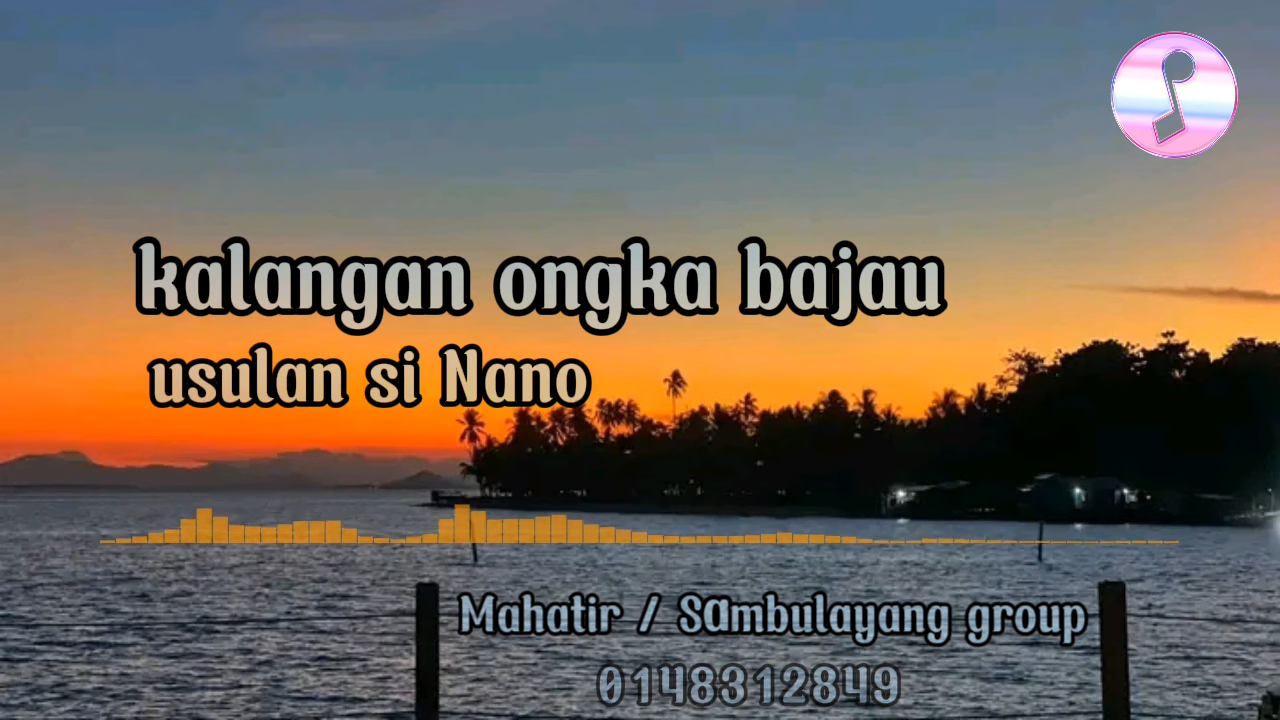 kalangan ongka bajau
usulan si Nano
Mahatir / Sambulayang group
0148312849